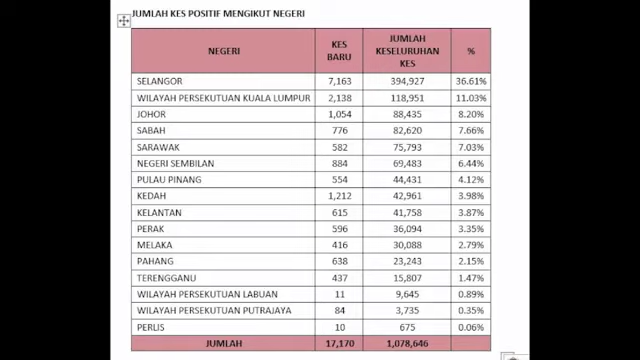 JUMLAH KES POSITIF MENGIKUT NEGERI
NEGERI KES BARU JUMLAH KESELURUHAN KES %
SELANGOR 7,163 394,927 36.61%
WILAYAH PERSEKUTUAN KUALA LUMPUR 2,138 118,951 11.03%
JOHOR 1,054 88,435 8.20%
SABAH 776 82,620 7.66%
SARAWAK 582 75,793 7.03%
NEGERI SEMBILAN 884 69,483 6.44%
PULAU PINANG 554 44,431 4.12%
KEDAH 1,212 42,961 3.98%
KELANTAN 615 41,758 3.87%
PERAK 596 36,094 3.35%
MELAKA 416 30,088 2.79%
PAHANG 638 23,243 2.15%
TERENGGANU 437 15,807 1.47%
WILAYAH PERSEKUTUAN LABUAN 11 9,645 0.89%
WILAYAH PERSEKUTUAN PUTRAJAYA 84 3,735 0.35%
PERLIS 10 675 0.06%
JUMLAH 17,170 1,078,646